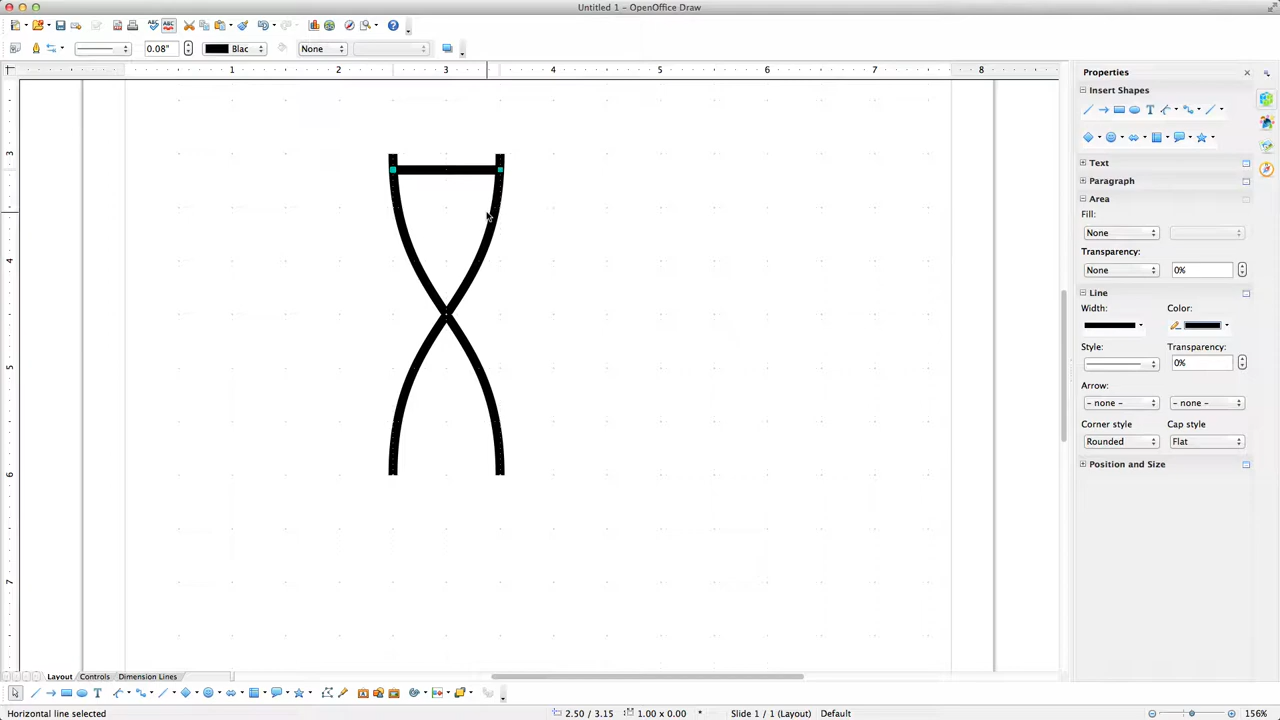 Untitled 1 - OpenOffice Draw
0.08"
Blac
None
1 2 3 4 5 6 7 8
3
4
5
6
7
Properties
Insert Shapes
Text
Paragraph
Area
Fill:
None
Transparency:
None
0%
Line
Width:
Color:
Style:
Transparency:
0%
Arrow:
- none -
- none -
Corner style
Cap style
Rounded
Flat
Position and Size
Layout
Controls
Dimension Lines
Horizontal line selected
2.50 / 3.15
1.00 x 0.00
*
Slide 1 / 1 (Layout)
Default
156%